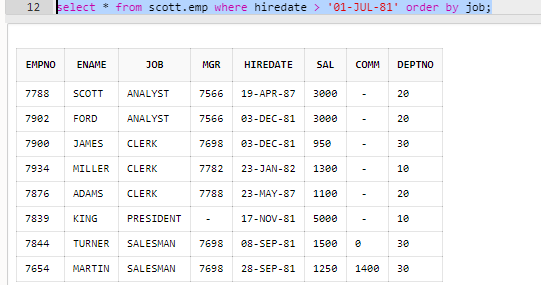 12 select * from scott.emp where hiredate > '01-JUL-81' order by job;
EMPNO ENAME JOB MGR HIREDATE SAL COMM DEPTNO
7788 SCOTT ANALYST 7566 19-APR-87 3000 - 20
7902 FORD ANALYST 7566 03-DEC-81 3000 - 20
7900 JAMES CLERK 7698 03-DEC-81 950 - 30
7934 MILLER CLERK 7782 23-JAN-82 1300 - 10
7876 ADAMS CLERK 7788 23-MAY-87 1100 - 20
7839 KING PRESIDENT - 17-NOV-81 5000 - 10
7844 TURNER SALESMAN 7698 08-SEP-81 1500 0 30
7654 MARTIN SALESMAN 7698 28-SEP-81 1250 1400 30